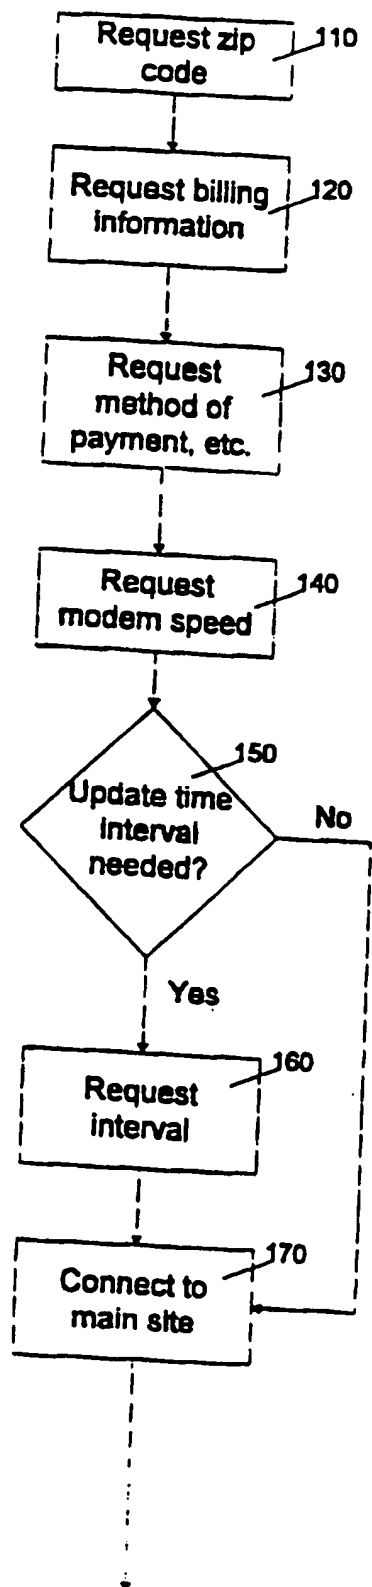 Request zip
code
110
Request billing
information
120
Request
method of
payment, etc.
130
Request
modem speed
140
150
Update time
interval
needed?
No
Yes
160
Request
interval
170
Connect to
main site